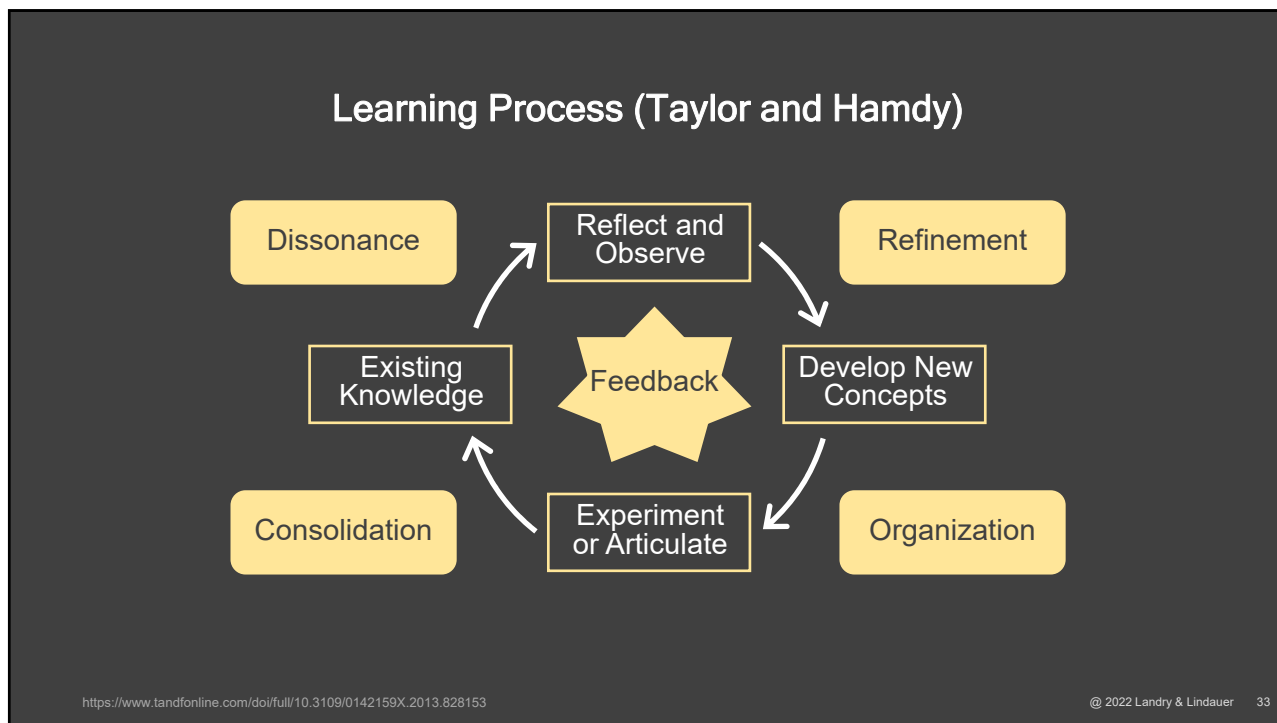 Learning Process (Taylor and Hamdy)
Dissonance
Reflect and
Observe
Refinement
Existing
Knowledge
Feedback
Develop New
Concepts
Consolidation
Experiment
or Articulate
Organization
https://www.tandfonline.com/doi/full/10.3109/0142159X.2013.828153
@ 2022 Landry & Lindauer
33